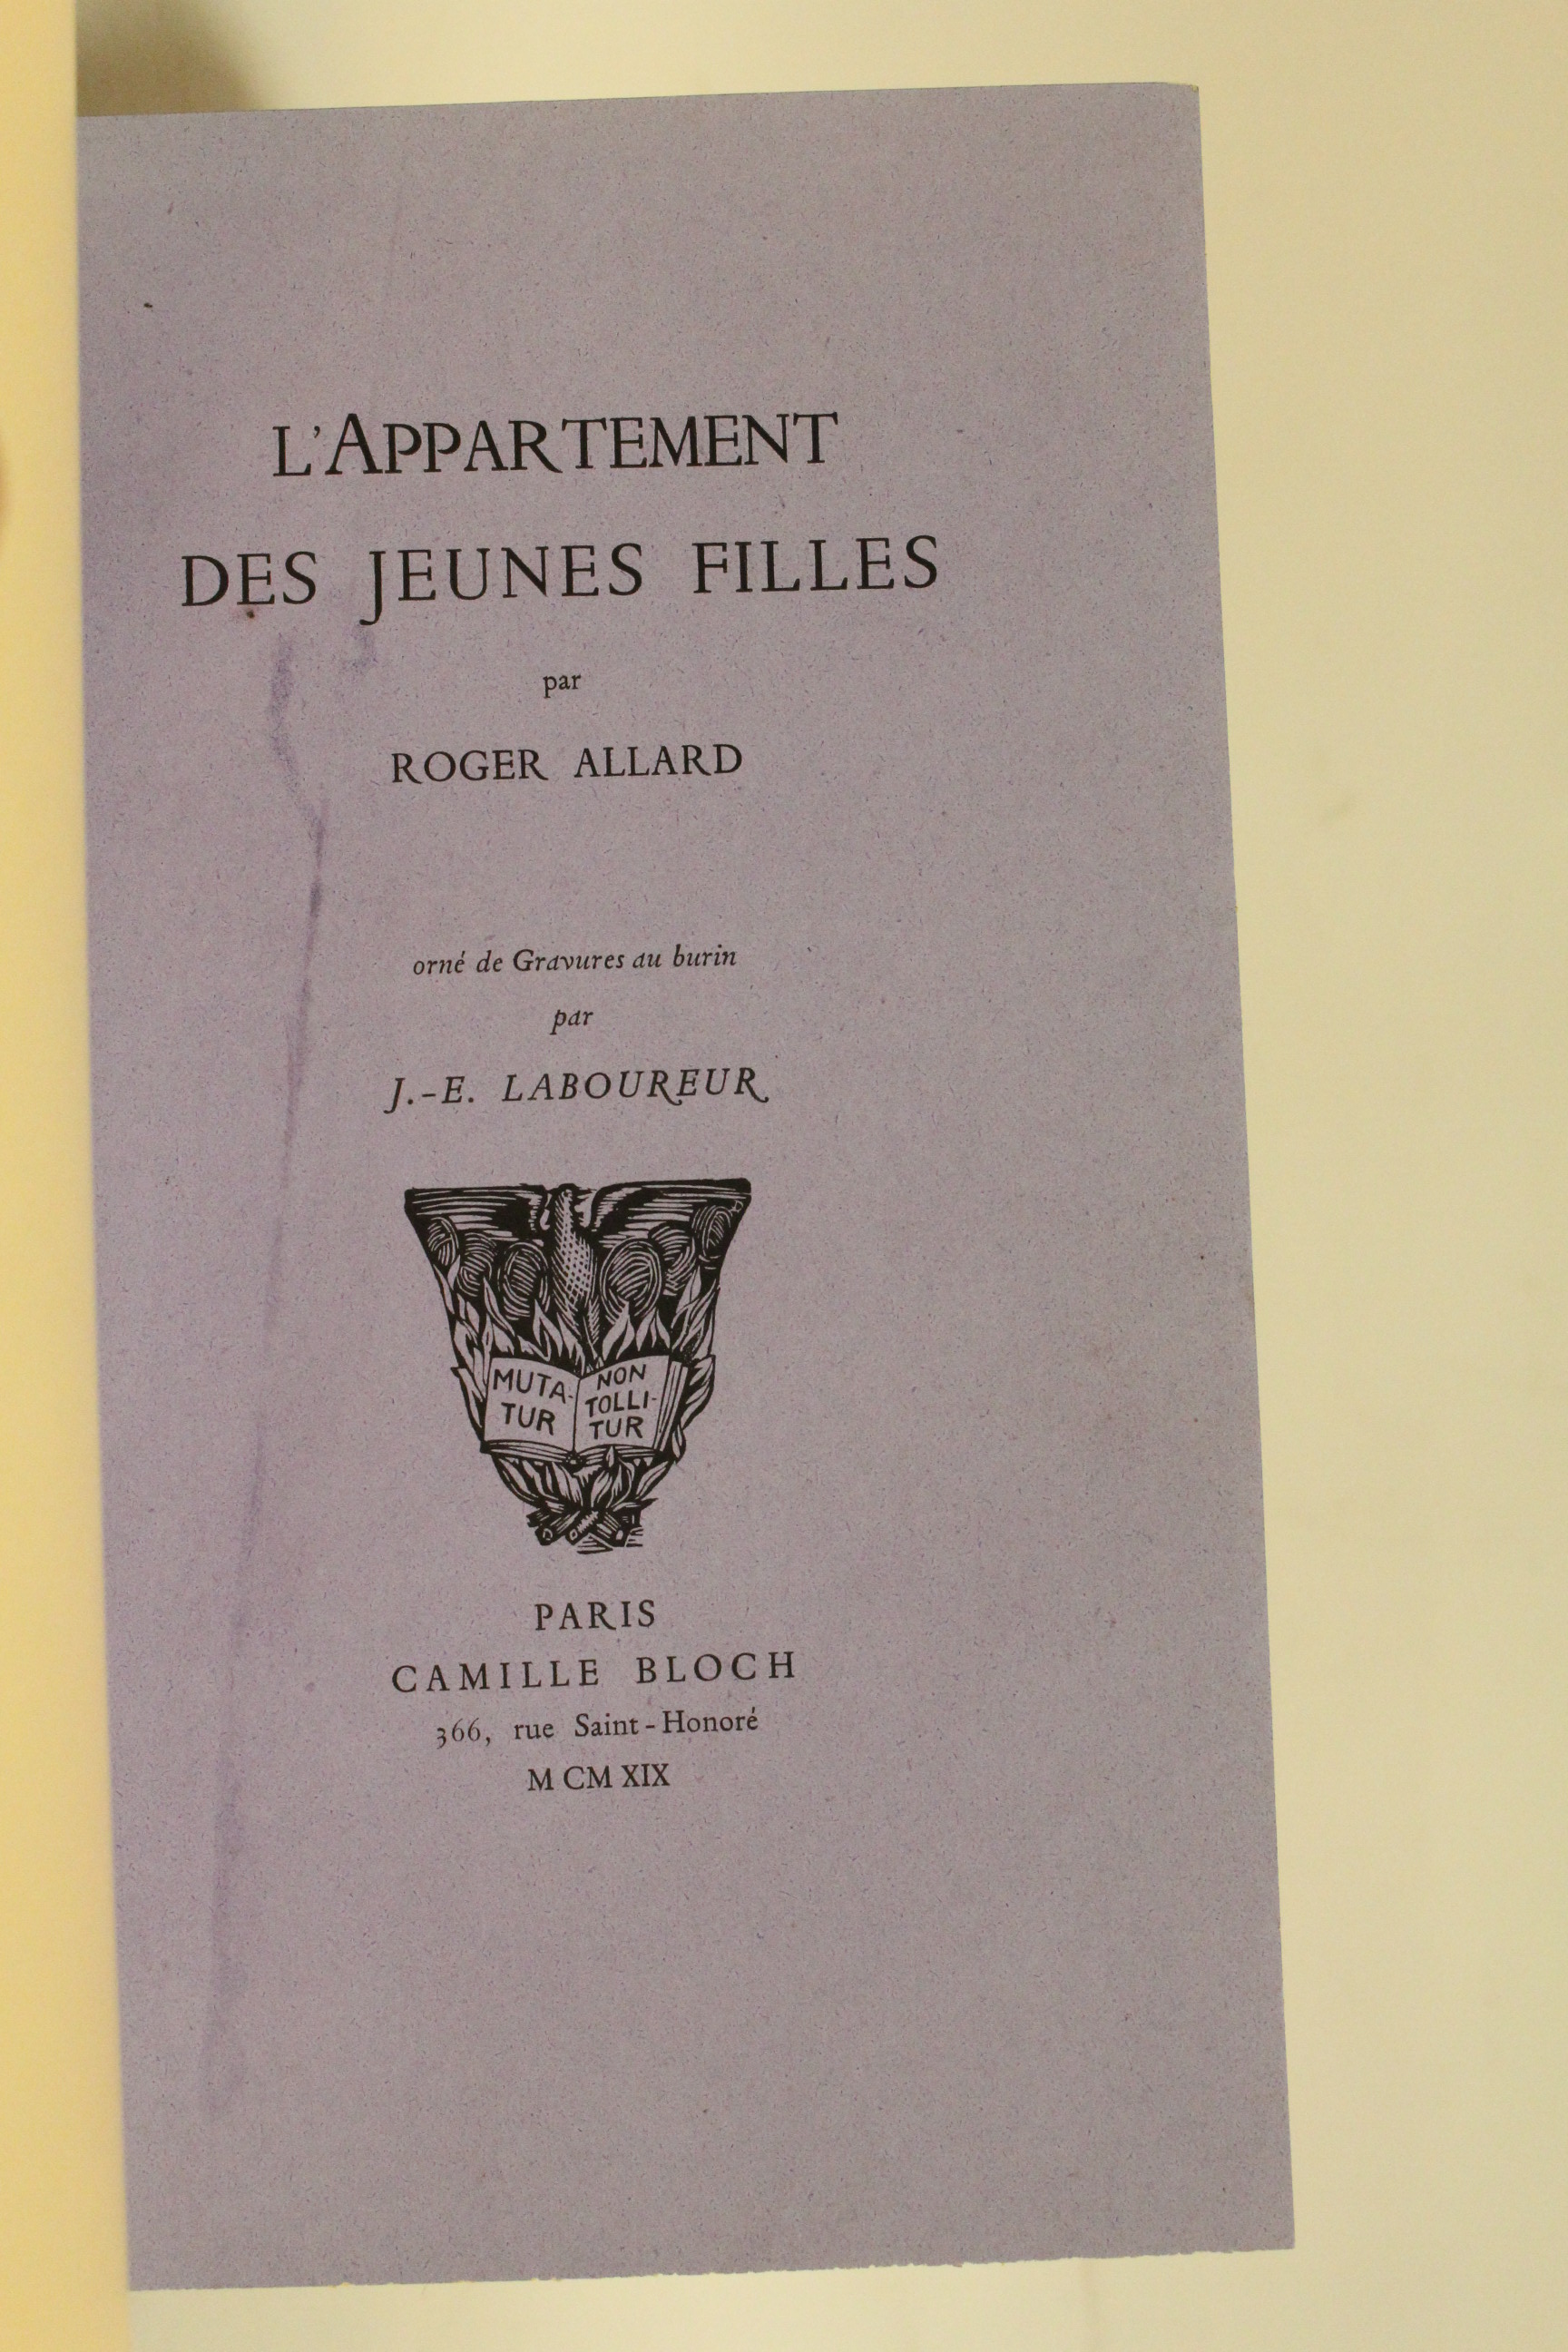 L'APPARTEMENT
DES JEUNES FILLES
par
ROGER ALLARD
orné de Gravures au burin
par
J.-E. LABOUREUR
MUTA-
TUR
NON
TOLLI-
TUR
PARIS
CAMILLE BLOCH
366, rue Saint-Honoré
M CM XIX